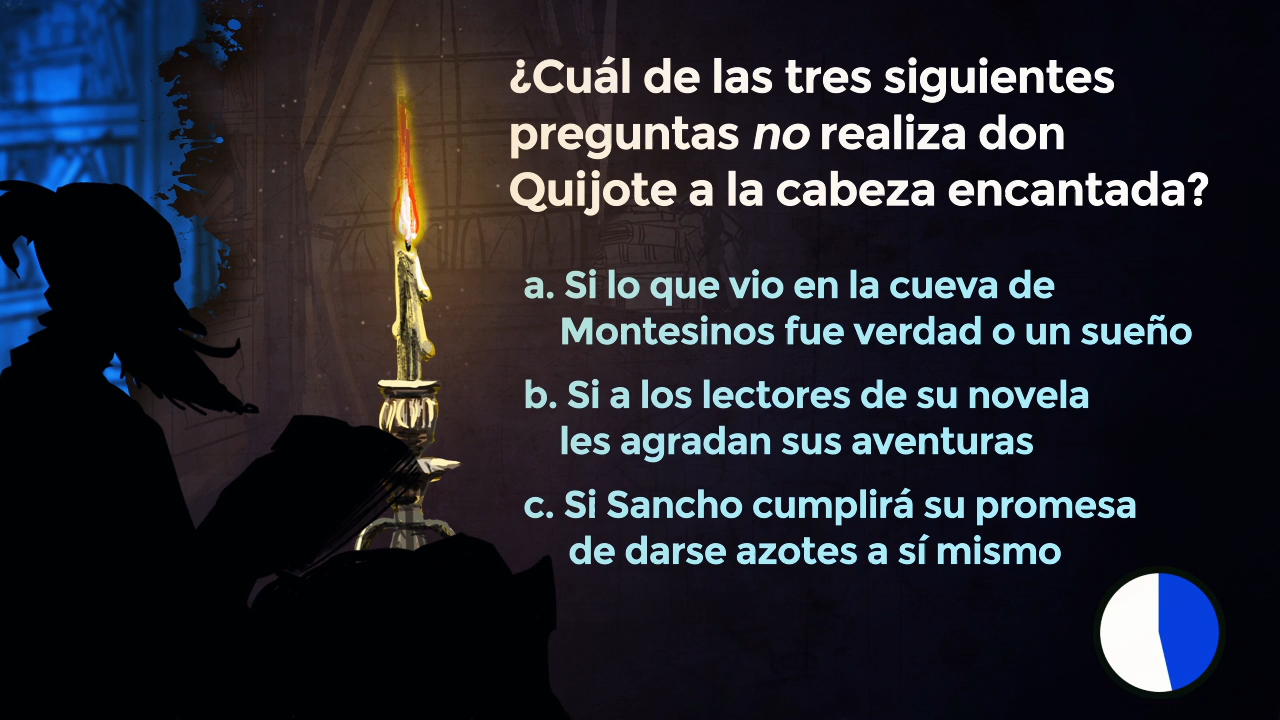 ¿Cuál de las tres siguientes
preguntas no realiza don
Quijote a la cabeza encantada?
a. Si lo que vio en la cueva de
Montesinos fue verdad o un sueño
b. Si a los lectores de su novela
les agradan sus aventuras
c. Si Sancho cumplirá su promesa
de darse azotes a sí mismo